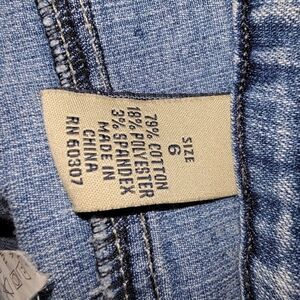 SIZE
6
79% COTTON
18% POLYESTER
3% SPANDEX
MADE IN
CHINA
RN 60307